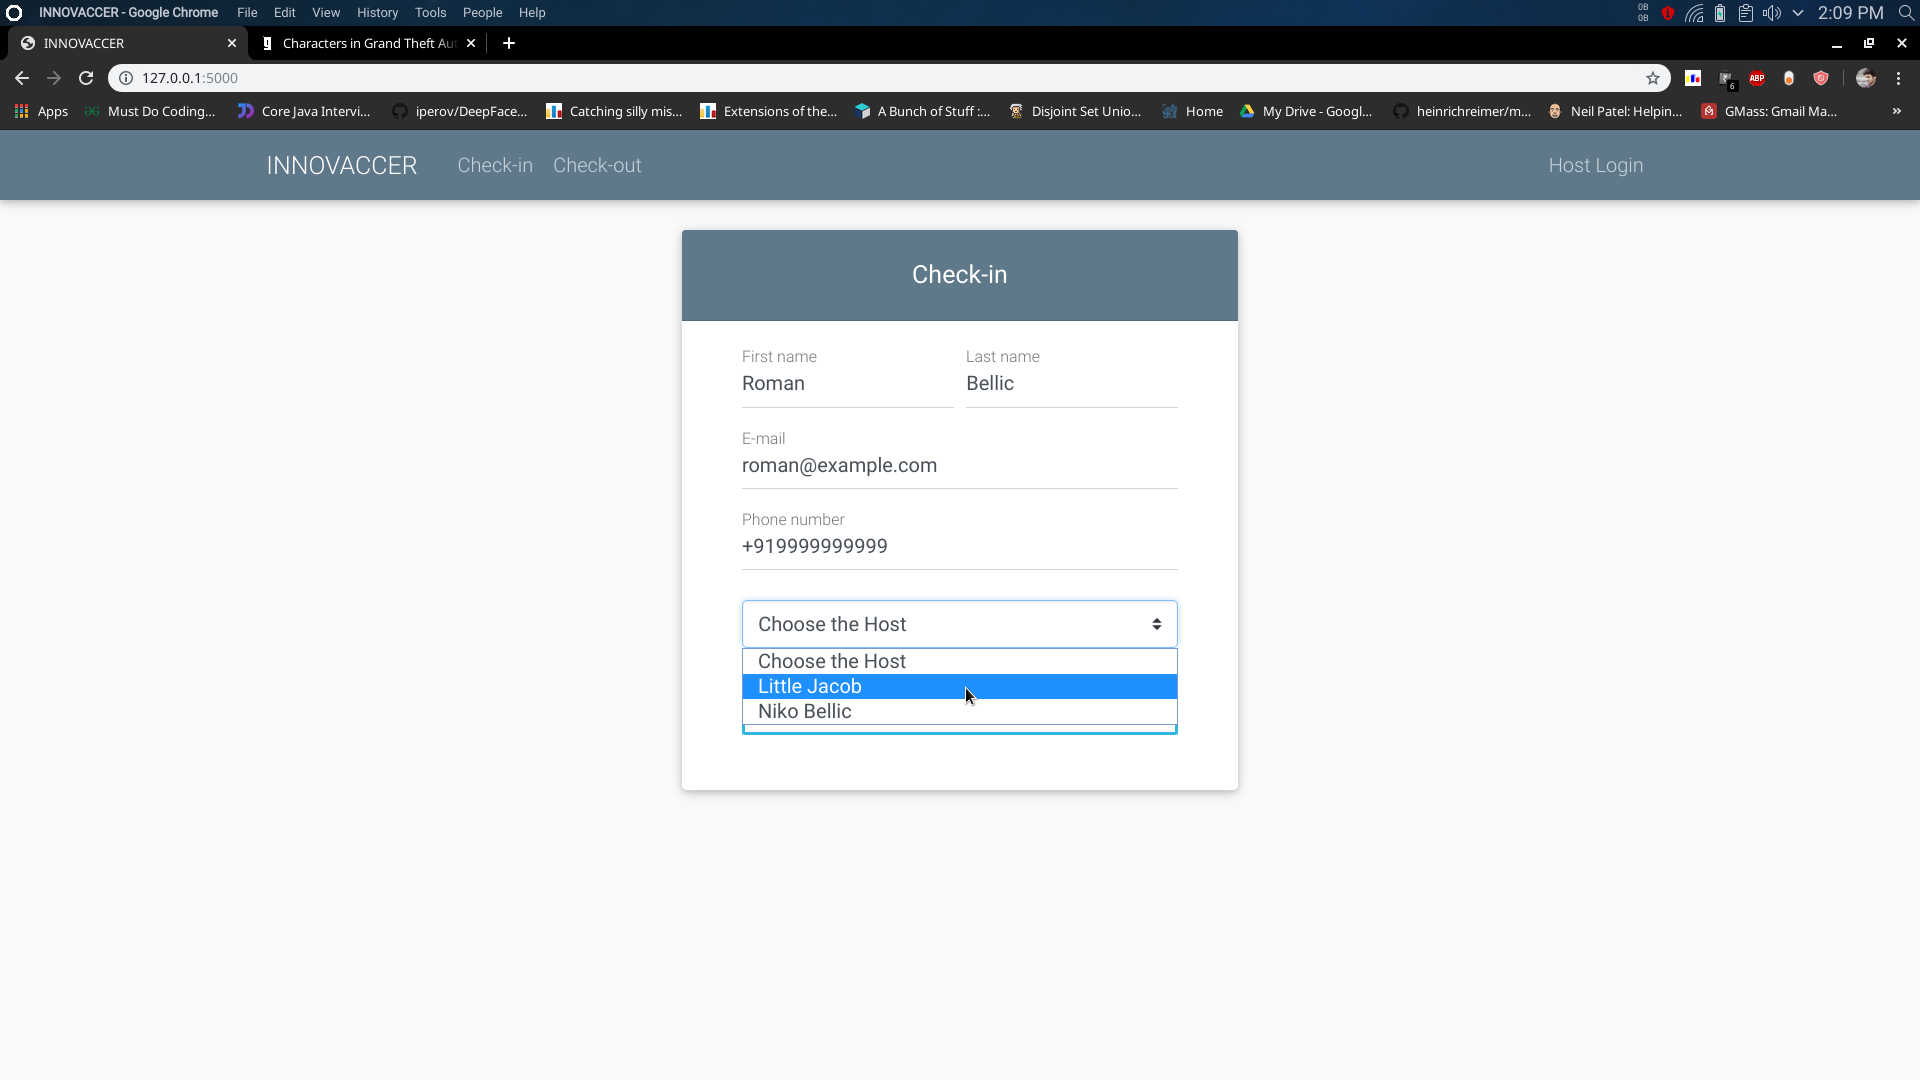 INNOVACCER - Google Chrome File Edit View History Tools People Help 0B 0B 2:09 PM
INNOVACCER Characters in Grand Theft Aut
127.0.0.1:5000 6 ABP
Apps Must Do Coding... Core Java Intervi... iperov/DeepFace... Catching silly mis... Extensions of the... A Bunch of Stuff :... Disjoint Set Unio... Home My Drive - Googl... heinrichreimer/m... Neil Patel: Helpin... GMass: Gmail Ma... »
INNOVACCER Check-in Check-out Host Login
Check-in
First name Last name
Roman Bellic
E-mail
roman@example.com
Phone number
+919999999999
Choose the Host
Choose the Host
Little Jacob
Niko Bellic